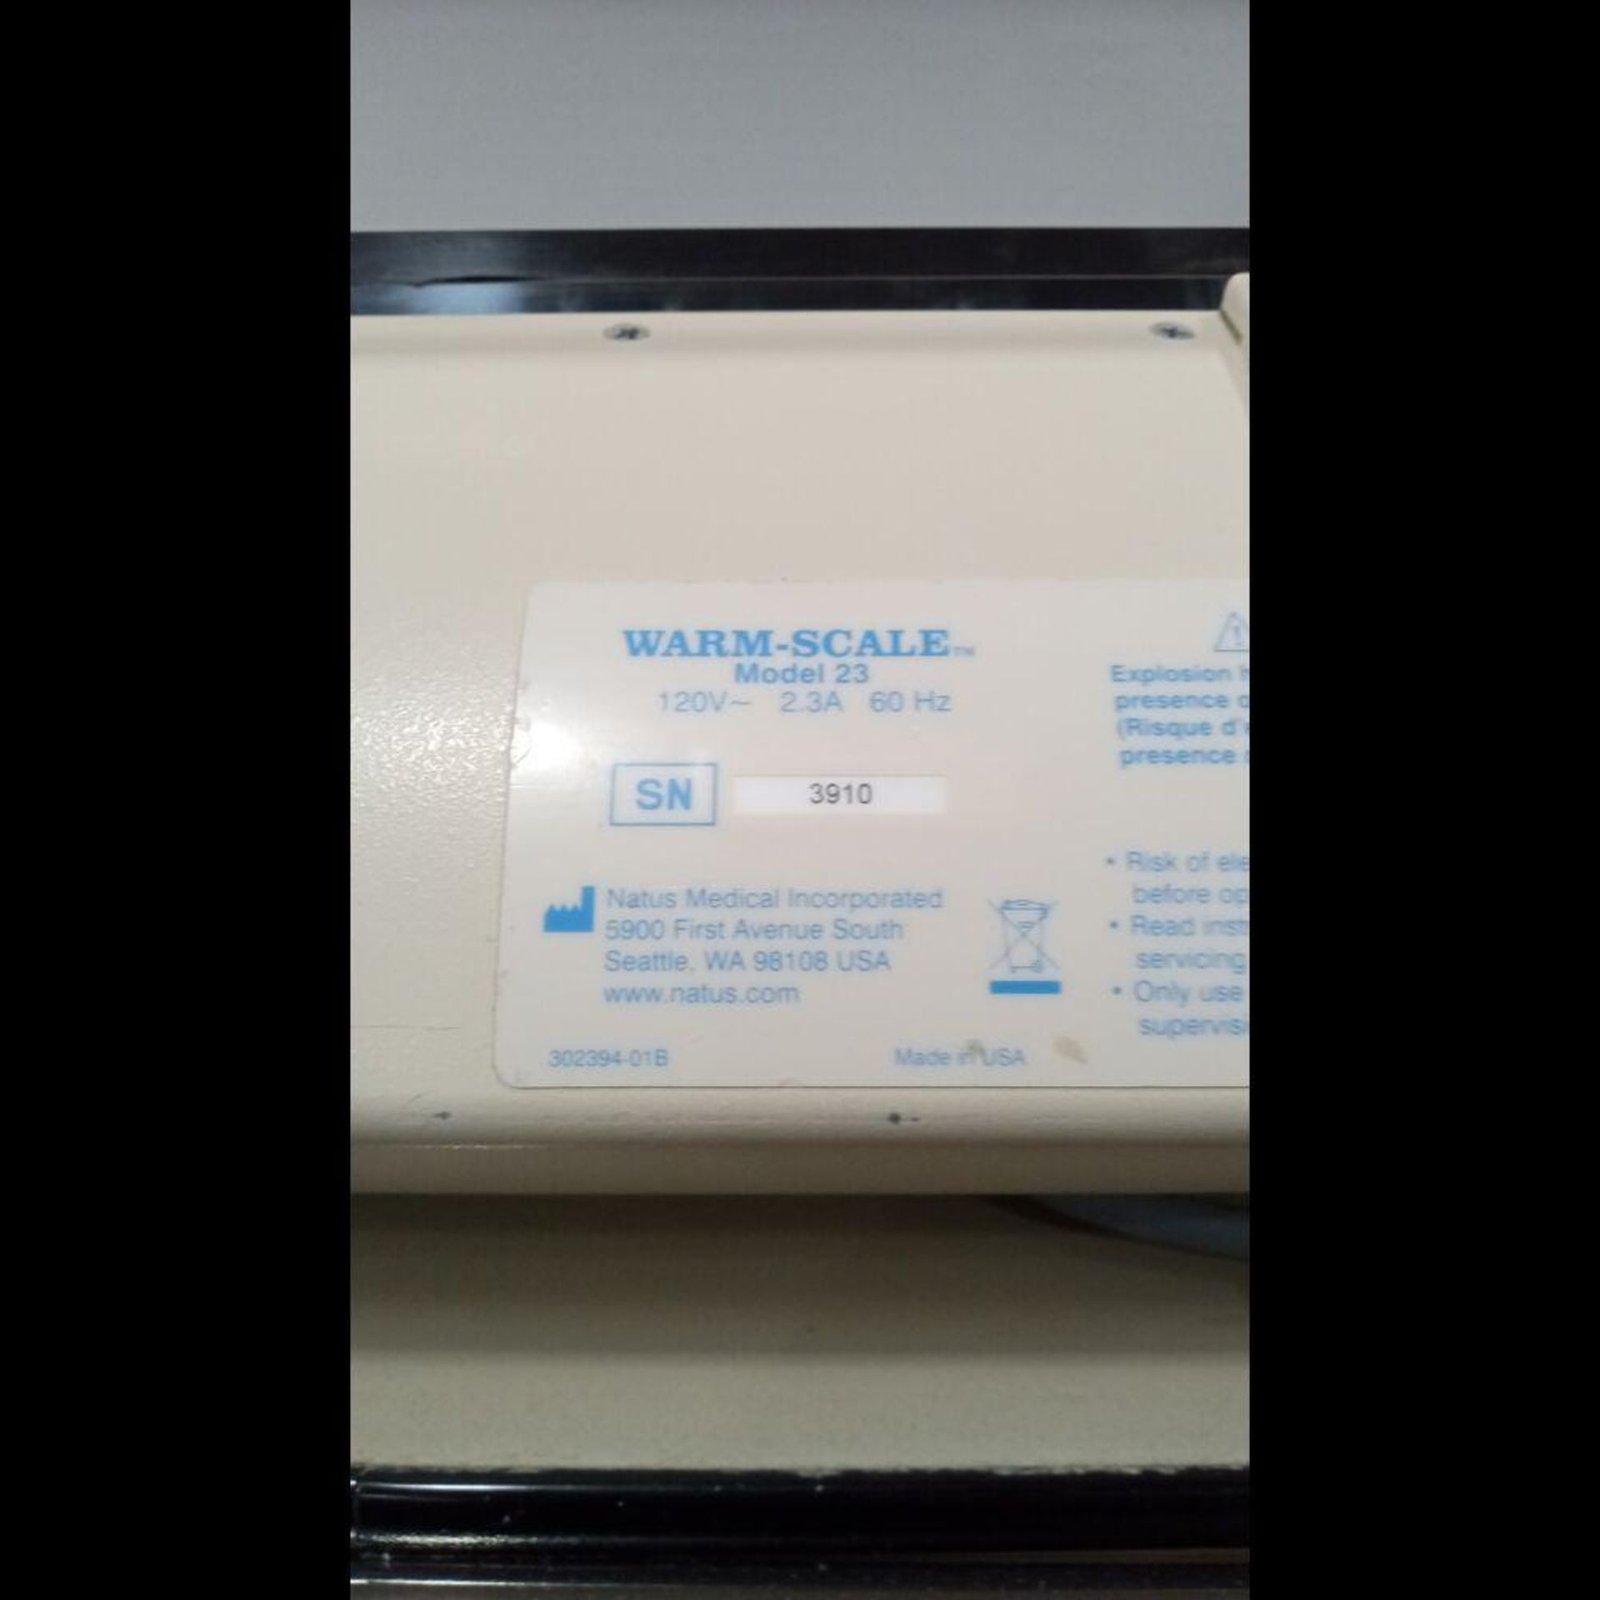 WARM-SCALE™
Model 23
120V~ 2.3A 60 Hz
SN 3910
Natus Medical Incorporated
5900 First Avenue South
Seattle, WA 98108 USA
www.natus.com
302394-01B
Made in USA
Explosion
presence
(Risque
presence
• Risk of
before
• Read
servicing
• Only use